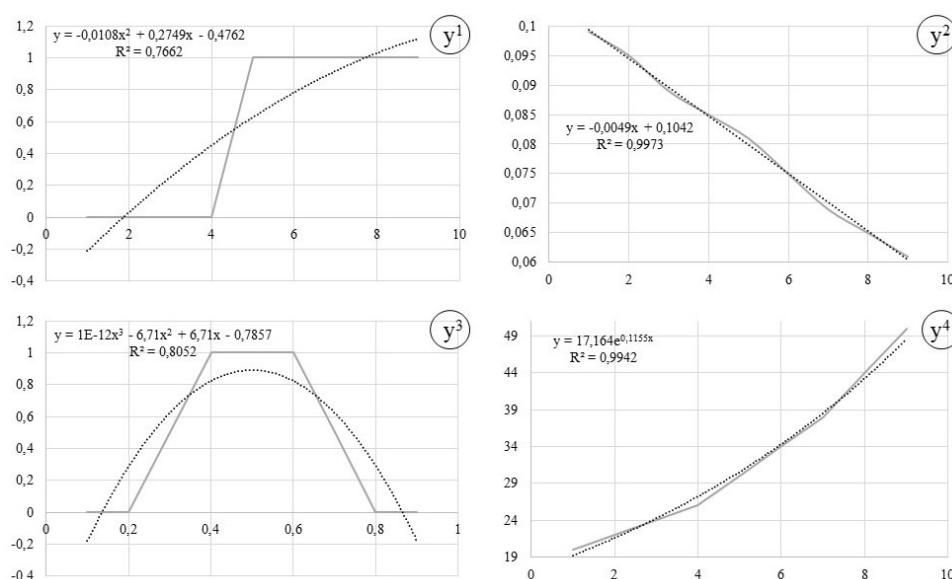 1,2
y = -0,0108x² + 0,2749x - 0,4762
R² = 0,7662
y¹
1
0,8
0,6
0,4
0,2
0
-0,2
-0,4
0 2 4 6 8 10
0,1
y²
0,095
0,09
0,085
y = -0,0049x + 0,1042
R² = 0,9973
0,08
0,075
0,07
0,065
0,06
0 2 4 6 8 10
1,2
y = 1E-12x³ - 6,71x² + 6,71x - 0,7857
R² = 0,8052
y³
1
0,8
0,6
0,4
0,2
0
-0,2
-0,4
0 0,2 0,4 0,6 0,8 1
y⁴
49
y = 17,164e^0,1155x
R² = 0,9942
44
39
34
29
24
19
0 2 4 6 8 10